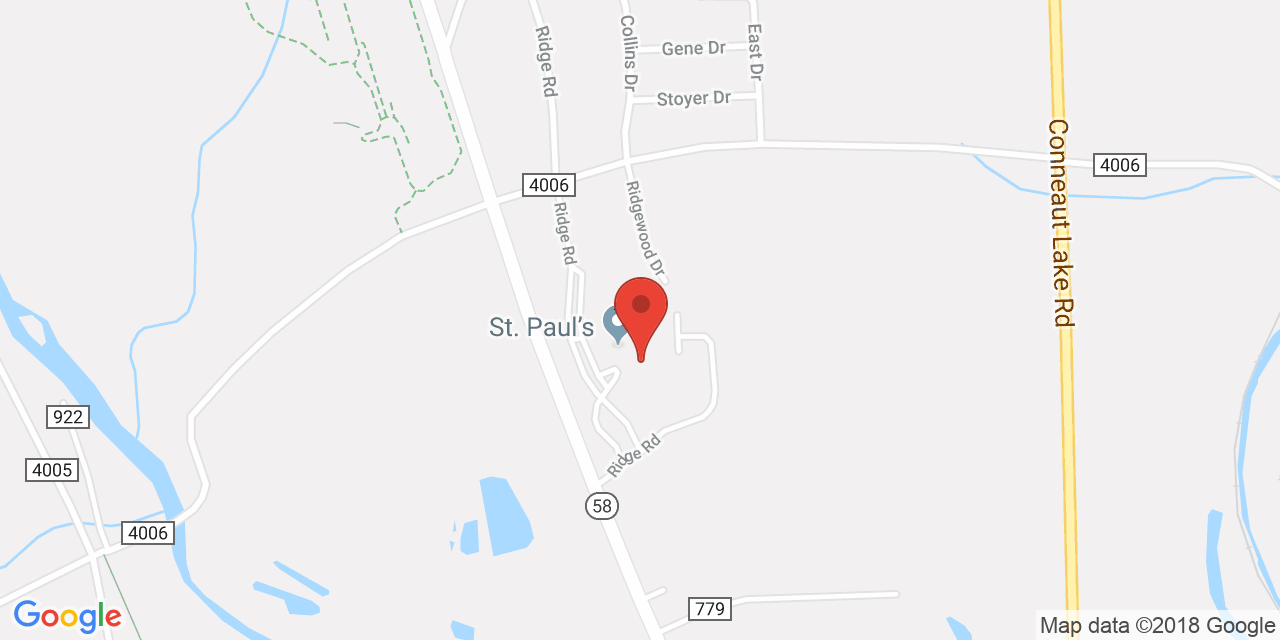 Ridge Rd
Collins Dr
Gene Dr
East Dr
Stoyer Dr
Conneaut Lake Rd
4006
4006
Ridge Rd
Ridgewood Dr
St. Paul's
922
4005
Ridge Rd
58
4006
779
Google
Map data ©2018 Google